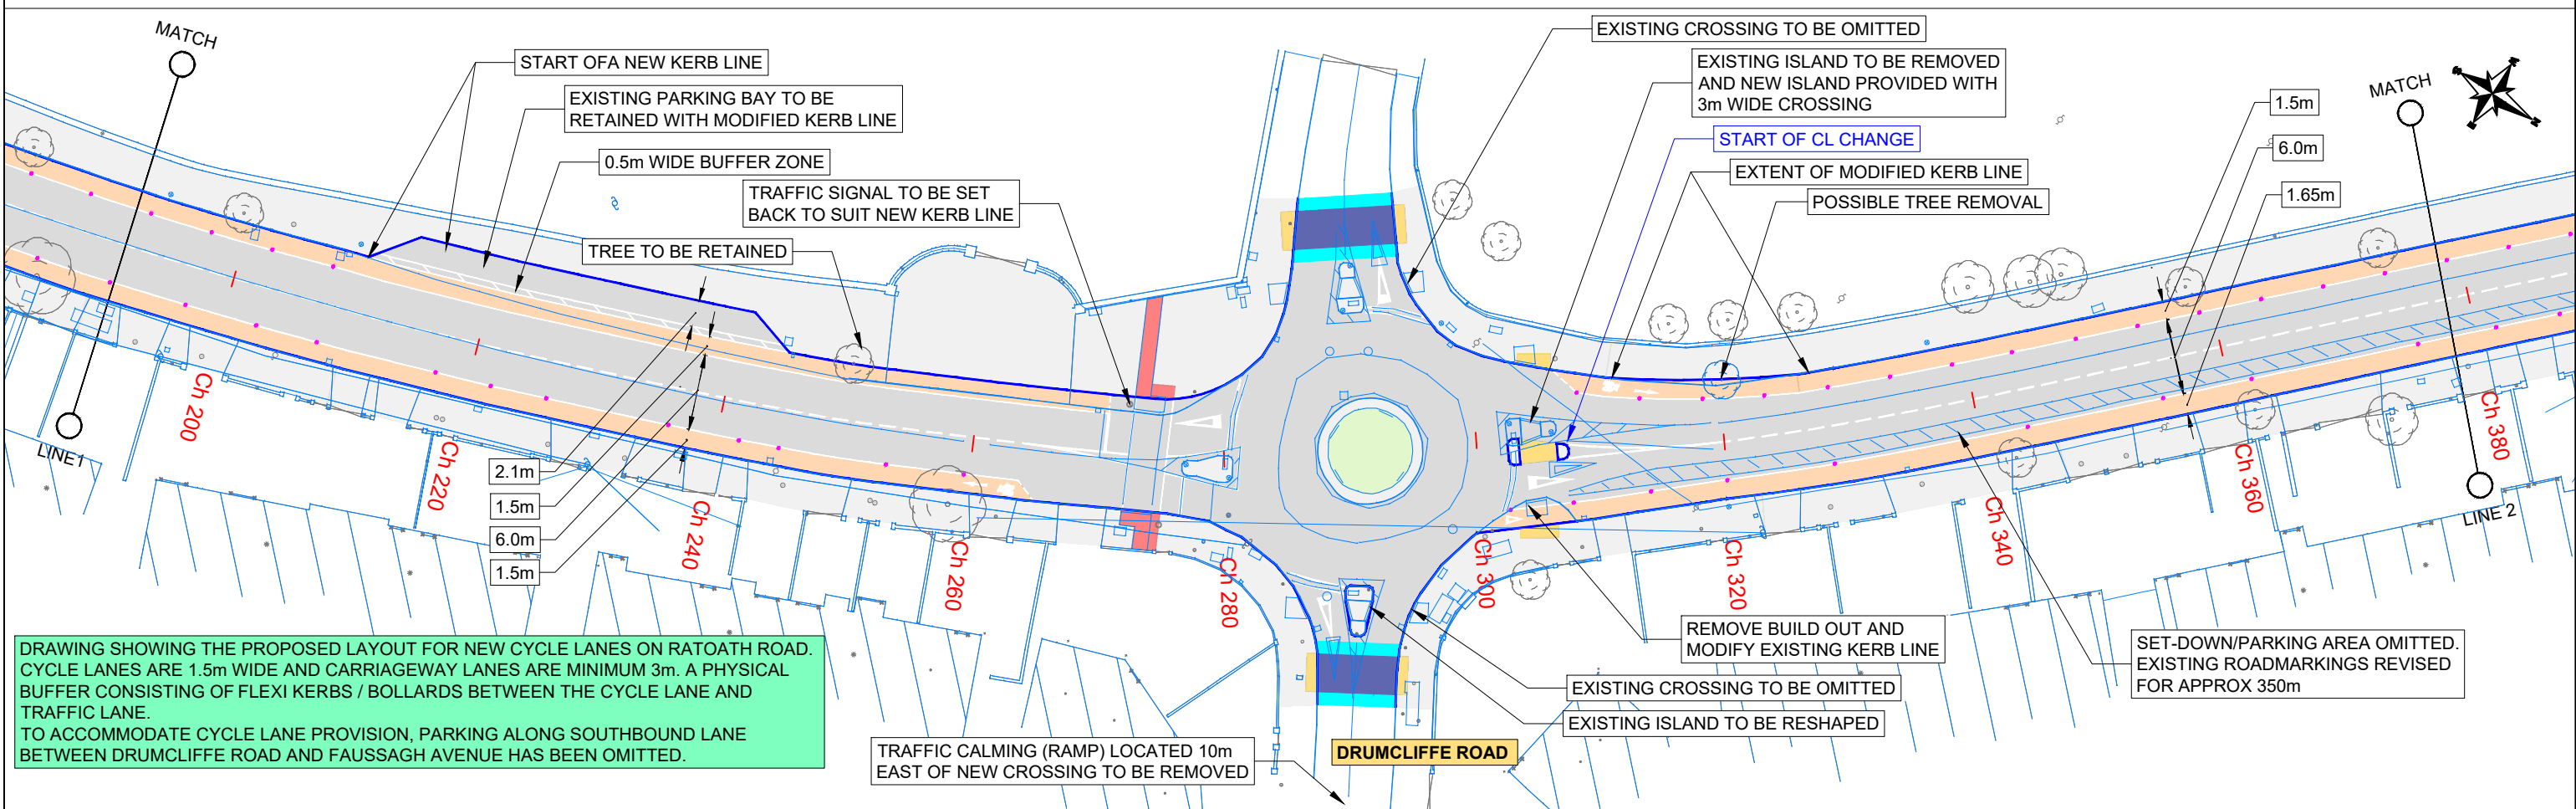 MATCH
LINE1
START OFA NEW KERB LINE
EXISTING PARKING BAY TO BE
RETAINED WITH MODIFIED KERB LINE
0.5m WIDE BUFFER ZONE
TRAFFIC SIGNAL TO BE SET
BACK TO SUIT NEW KERB LINE
TREE TO BE RETAINED
EXISTING CROSSING TO BE OMITTED
EXISTING ISLAND TO BE REMOVED
AND NEW ISLAND PROVIDED WITH
3m WIDE CROSSING
START OF CL CHANGE
EXTENT OF MODIFIED KERB LINE
POSSIBLE TREE REMOVAL
1.5m
6.0m
1.65m
MATCH
LINE 2
2.1m
1.5m
6.0m
1.5m
Ch 200
Ch 220
Ch 240
Ch 260
Ch 280
Ch 300
Ch 320
Ch 340
Ch 360
Ch 380
DRAWING SHOWING THE PROPOSED LAYOUT FOR NEW CYCLE LANES ON RATOATH ROAD.
CYCLE LANES ARE 1.5m WIDE AND CARRIAGEWAY LANES ARE MINIMUM 3m. A PHYSICAL
BUFFER CONSISTING OF FLEXI KERBS / BOLLARDS BETWEEN THE CYCLE LANE AND
TRAFFIC LANE.
TO ACCOMMODATE CYCLE LANE PROVISION, PARKING ALONG SOUTHBOUND LANE
BETWEEN DRUMCLIFFE ROAD AND FAUSSAGH AVENUE HAS BEEN OMITTED.
TRAFFIC CALMING (RAMP) LOCATED 10m
EAST OF NEW CROSSING TO BE REMOVED
DRUMCLIFFE ROAD
REMOVE BUILD OUT AND
MODIFY EXISTING KERB LINE
EXISTING CROSSING TO BE OMITTED
EXISTING ISLAND TO BE RESHAPED
SET-DOWN/PARKING AREA OMITTED.
EXISTING ROADMARKINGS REVISED
FOR APPROX 350m